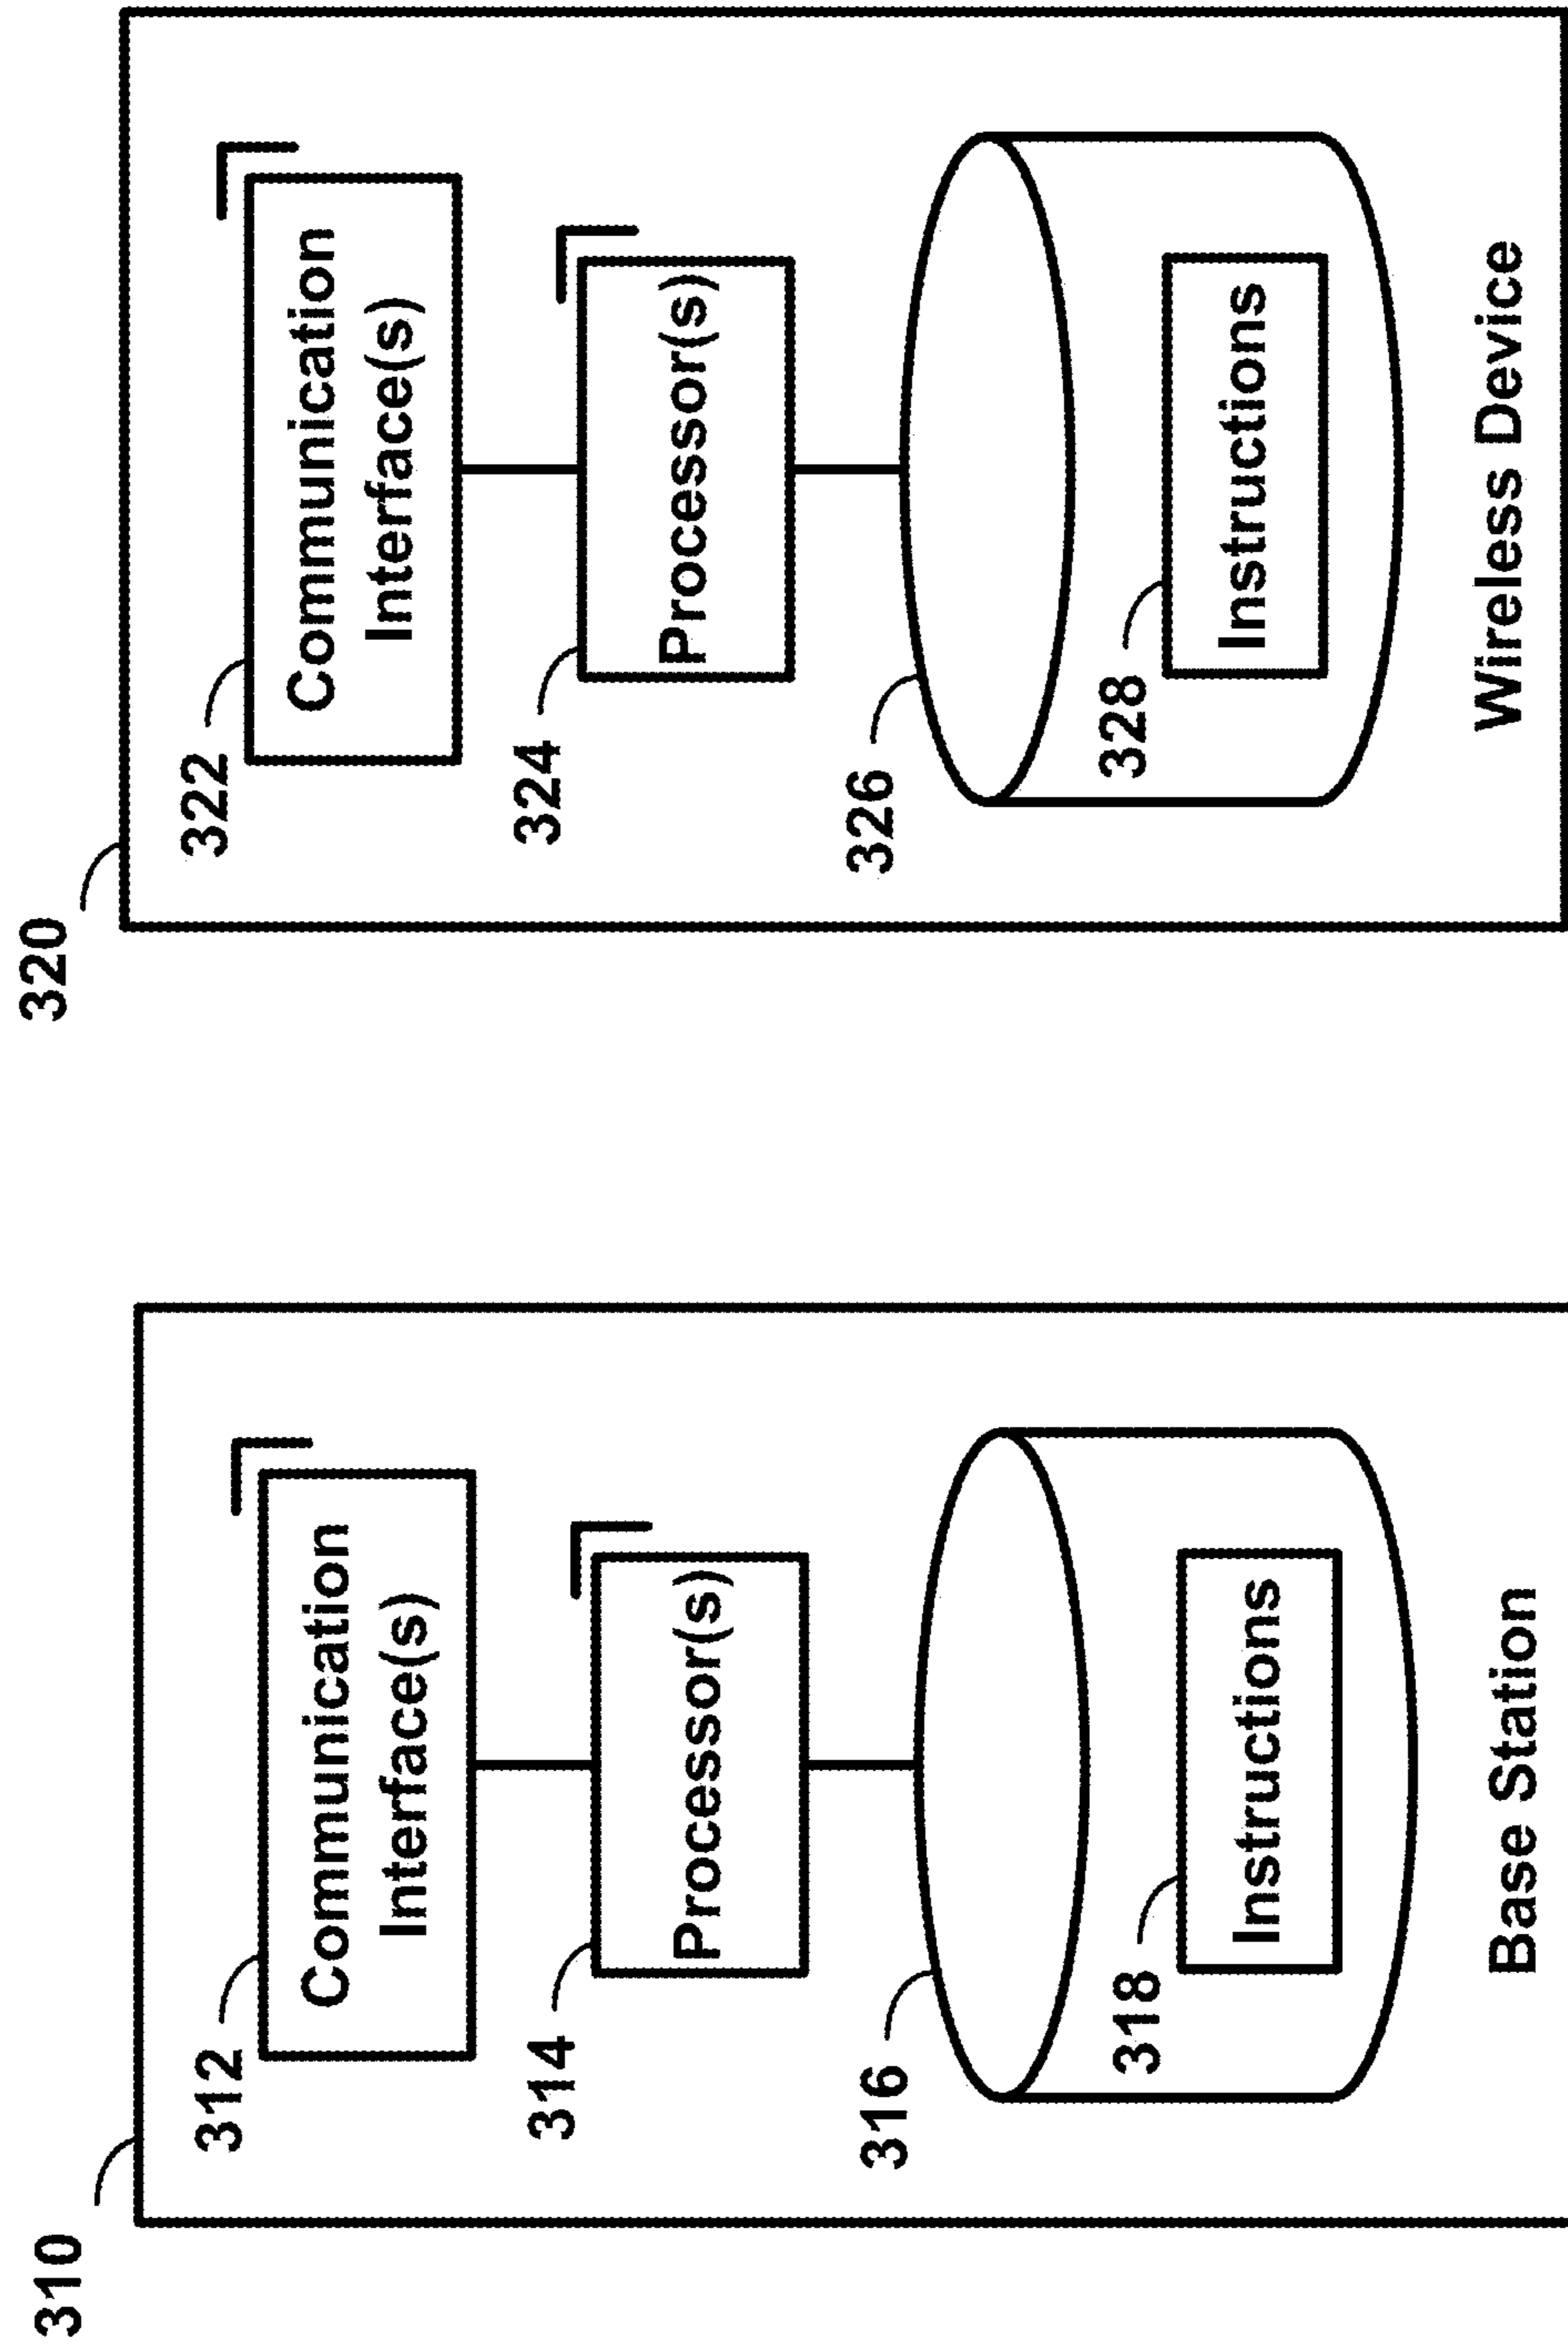 310
312
Communication
Interface(s)
314
Processor(s)
316
318
Instructions
Base Station
320
322
Communication
Interface(s)
324
Processor(s)
326
328
Instructions
Wireless Device